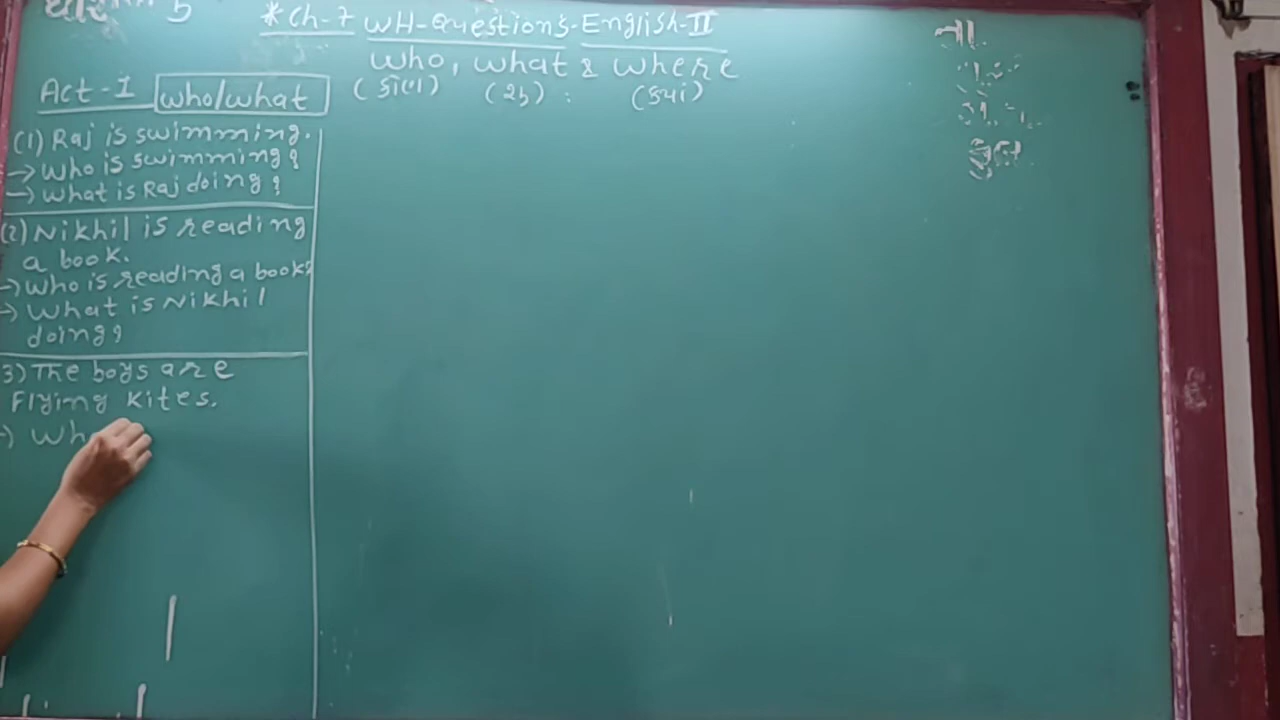 ધોરણ 5
* Ch-7 WH-Questions-English-II
who, what & where
(કોણ) (શું) : (ક્યાં)
Act-1 who/what
(1) Raj is swimming.
→ Who is swimming?
→ What is Raj doing?
(2) Nikhil is reading
a book.
→ Who is reading a book?
→ What is Nikhil
doing?
3) The boys are
Flying Kites.
→ Wh